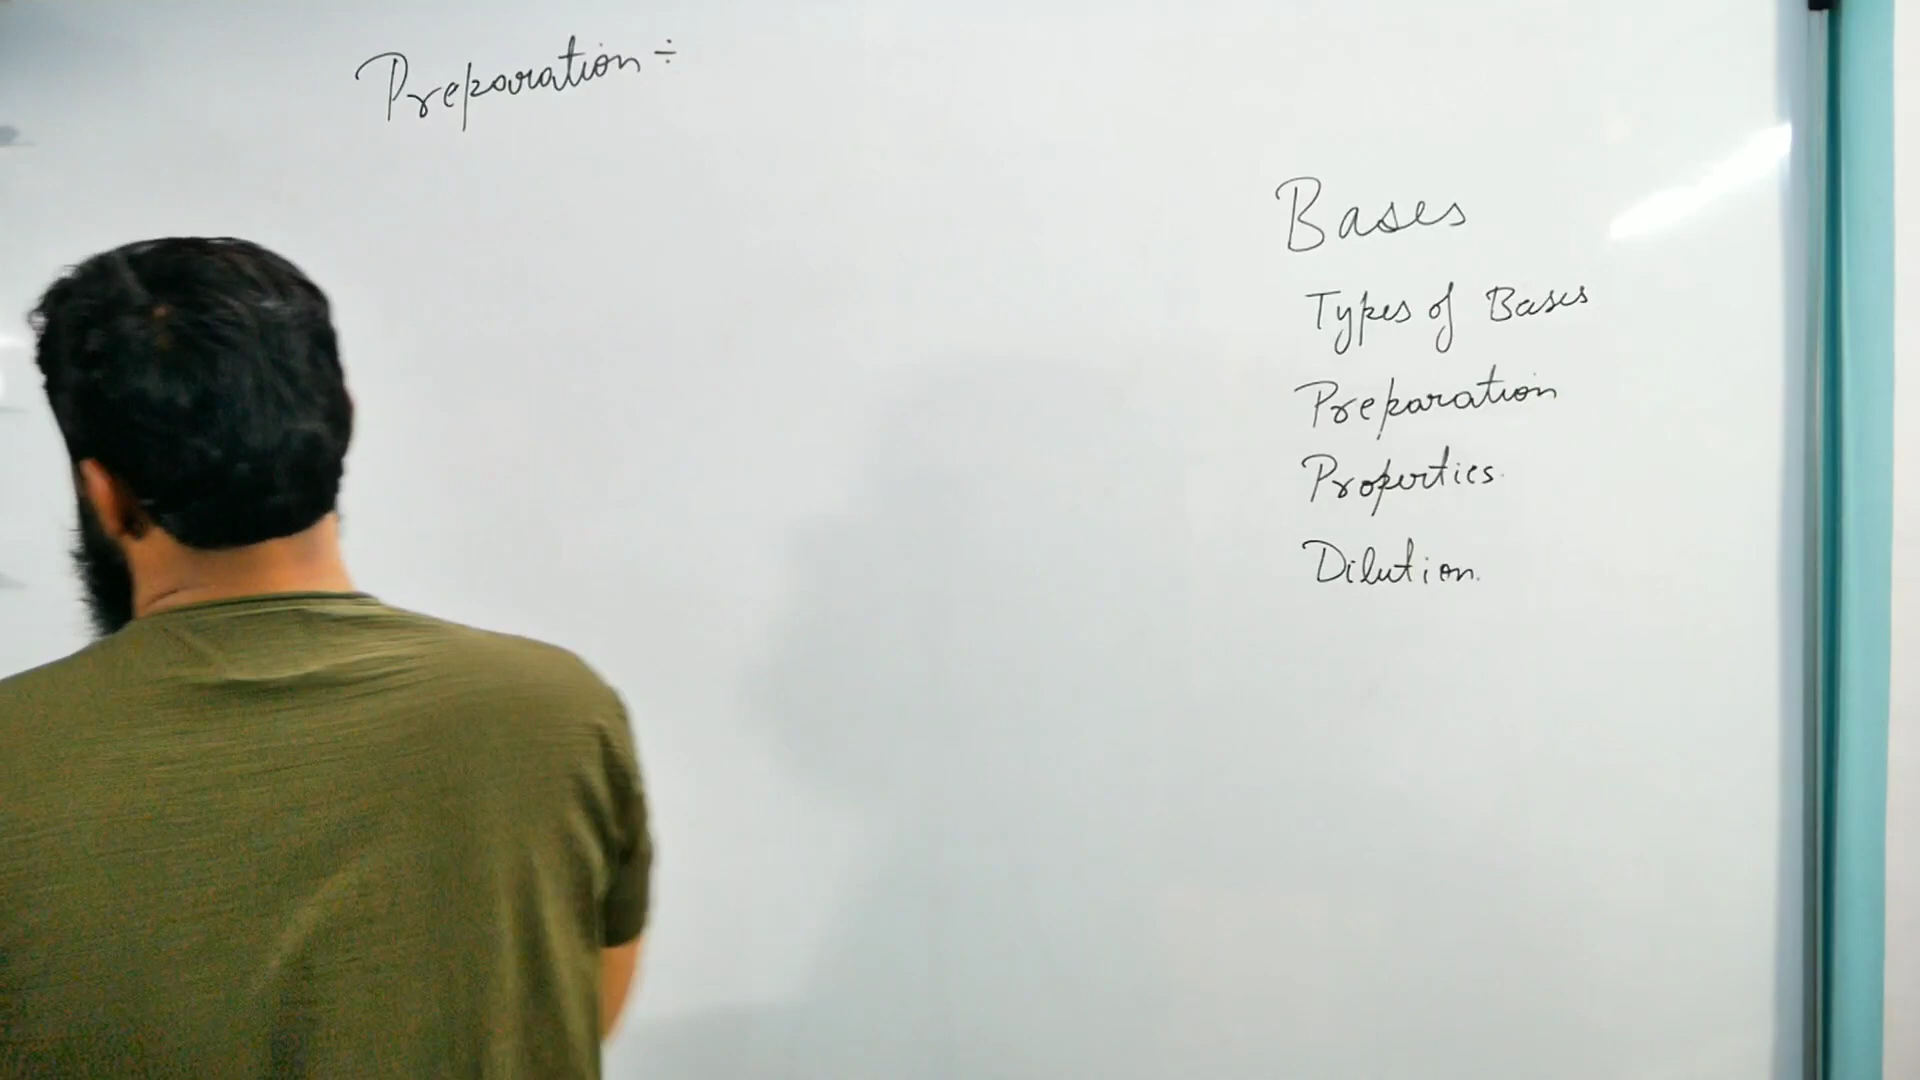 Preparation ÷
Bases
Types of Bases
Preparation
Properties.
Dilution.